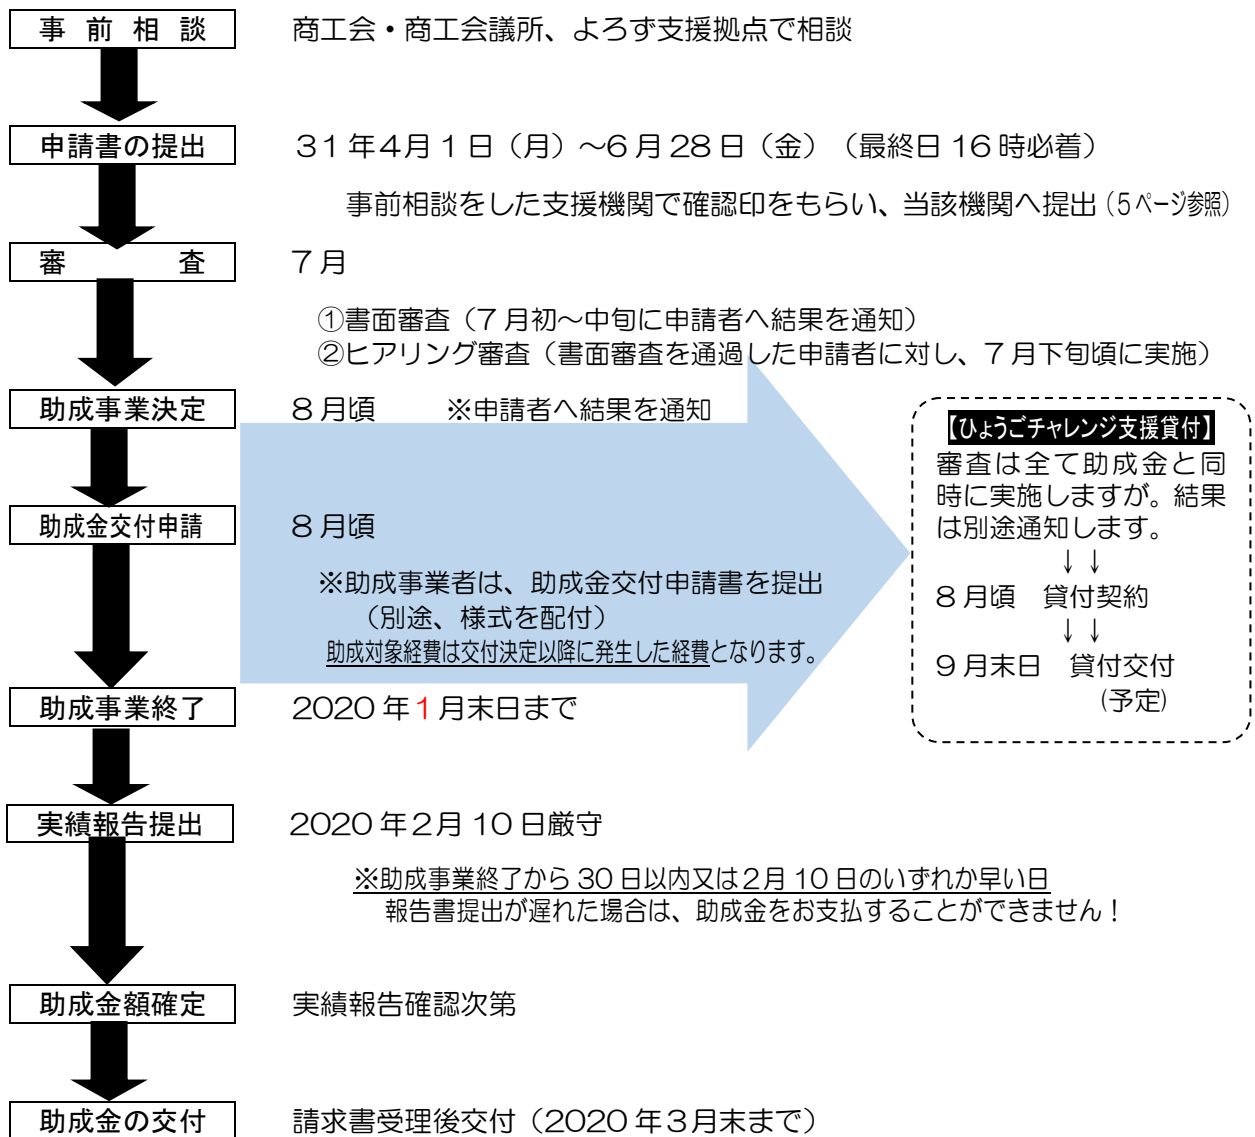 事前相談 商工会・商工会議所、よろず支援拠点で相談
申請書の提出 31年4月1日（月）～6月28日（金）（最終日16時必着）
事前相談をした支援機関で確認印をもらい、当該機関へ提出（5ページ参照）
審査 7月
①書面審査（7月初～中旬に申請者へ結果を通知）
②ヒアリング審査（書面審査を通過した申請者に対し、7月下旬頃に実施）
助成事業決定 8月頃 ※申請者へ結果を通知
助成金交付申請 8月頃
※助成事業者は、助成金交付申請書を提出
（別途、様式を配付）
助成対象経費は交付決定以降に発生した経費となります。
【ひょうごチャレンジ支援貸付】
審査は全て助成金と同
時に実施しますが。結果
は別途通知します。
↓↓
8月頃 貸付契約
↓↓
9月末日 貸付交付
（予定）
助成事業終了 2020年1月末日まで
実績報告提出 2020年2月10日厳守
※助成事業終了から30日以内又は2月10日のいずれか早い日
報告書提出が遅れた場合は、助成金をお支払することができません！
助成金額確定 実績報告確認次第
助成金の交付 請求書受理後交付（2020年3月末まで）